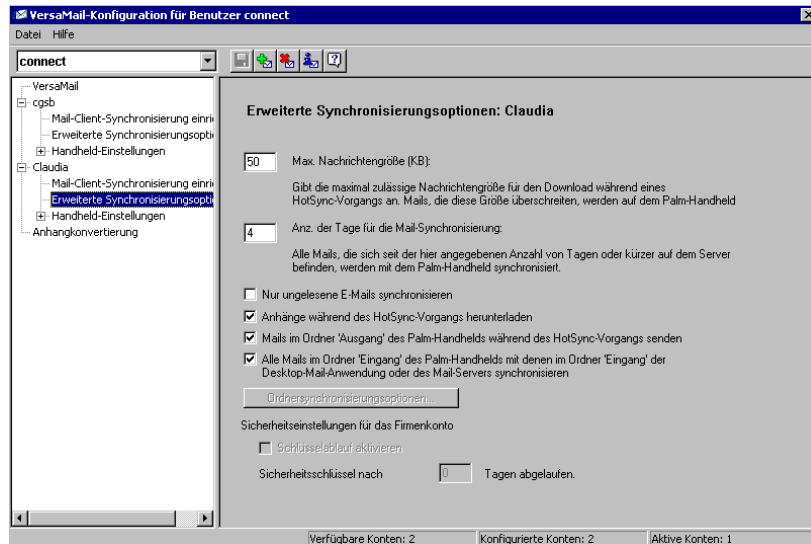 VersaMail-Konfiguration für Benutzer connect
Datei Hilfe
connect
VersaMail
cgsb
Mail-Client-Synchronisierung einri
Erweiterte Synchronisierungsopti
Handheld-Einstellungen
Claudia
Mail-Client-Synchronisierung einri
Erweiterte Synchronisierungsopti
Handheld-Einstellungen
Anhangkonvertierung
Erweiterte Synchronisierungsoptionen: Claudia
50 Max. Nachrichtengröße (KB):
Gibt die maximal zulässige Nachrichtengröße für den Download während eines
HotSync-Vorgangs an. Mails, die diese Größe überschreiten, werden auf dem Palm-Handheld
4 Anz. der Tage für die Mail-Synchronisierung:
Alle Mails, die sich seit der hier angegebenen Anzahl von Tagen oder kürzer auf dem Server
befinden, werden mit dem Palm-Handheld synchronisiert.
Nur ungelesene E-Mails synchronisieren
Anhänge während des HotSync-Vorgangs herunterladen
Mails im Ordner 'Ausgang' des Palm-Handhelds während des HotSync-Vorgangs senden
Alle Mails im Ordner 'Eingang' des Palm-Handhelds mit denen im Ordner 'Eingang' der
Desktop-Mail-Anwendung oder des Mail-Servers synchronisieren
Ordnersynchronisierungsoptionen...
Sicherheitseinstellungen für das Firmenkonto
Schlüsselablauf aktivieren
Sicherheitsschlüssel nach 0 Tagen abgelaufen.
Verfügbare Konten: 2 Konfigurierte Konten: 2 Aktive Konten: 1